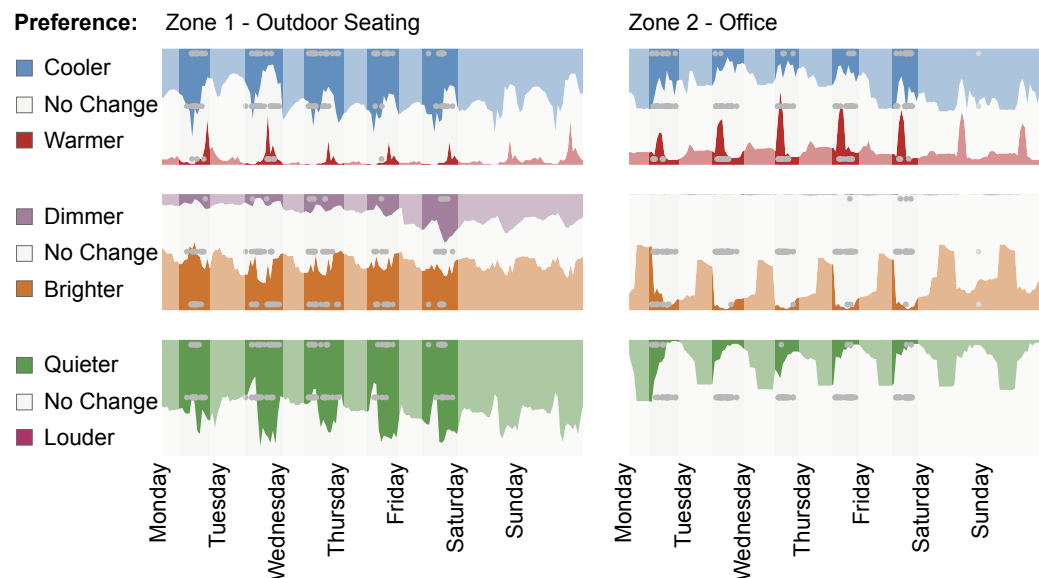 Preference: Zone 1 - Outdoor Seating Zone 2 - Office
Cooler
No Change
Warmer
Dimmer
No Change
Brighter
Quieter
No Change
Louder
Monday
Tuesday
Wednesday
Thursday
Friday
Saturday
Sunday
Monday
Tuesday
Wednesday
Thursday
Friday
Saturday
Sunday